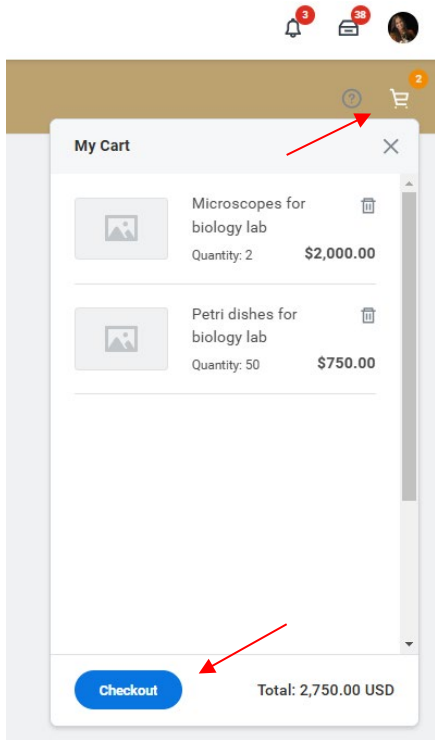 3
38
?
2
My Cart
Microscopes for
biology lab
Quantity: 2 $2,000.00
Petri dishes for
biology lab
Quantity: 50 $750.00
Checkout Total: 2,750.00 USD